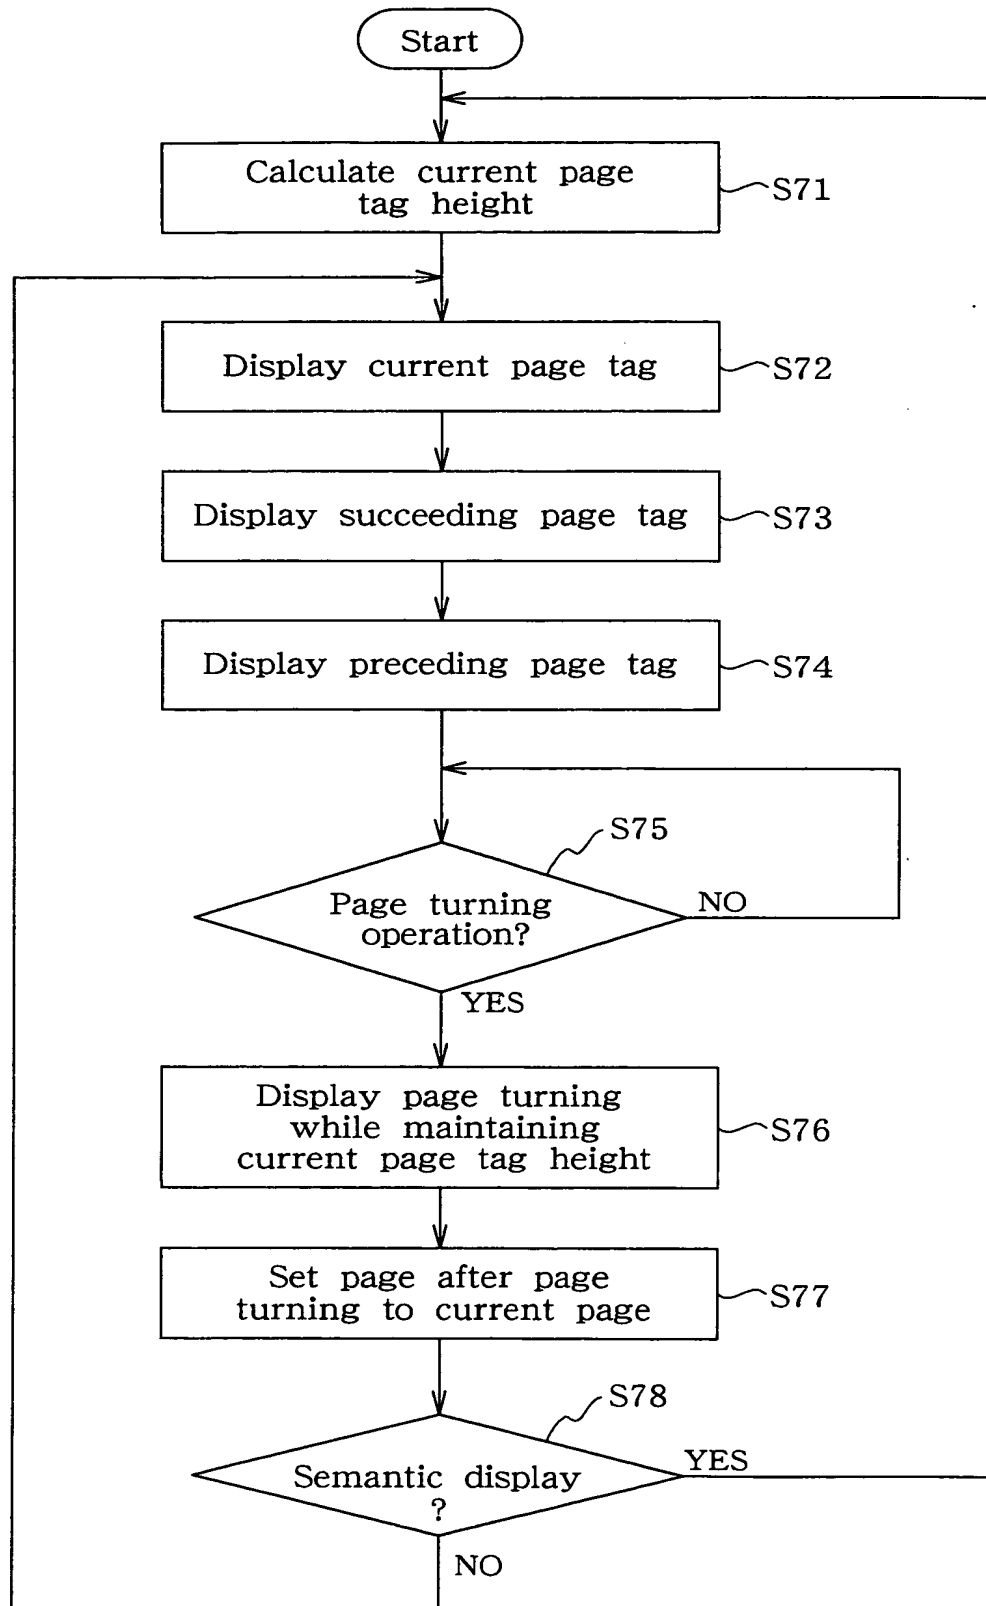 Start
Calculate current page
tag height
S71
Display current page tag
S72
Display succeeding page tag
S73
Display preceding page tag
S74
S75
Page turning
operation?
NO
YES
Display page turning
while maintaining
current page tag height
S76
Set page after page
turning to current page
S77
S78
Semantic display
?
YES
NO